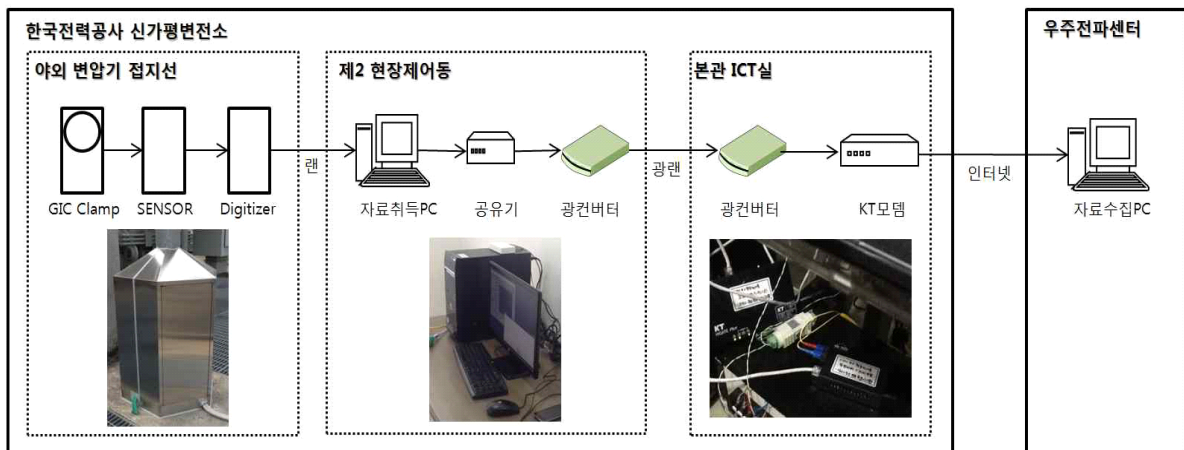 한국전력공사 신가평변전소
우주전파센터
야외 변압기 접지선
제2 현장제어동
본관 ICT실
랜
광랜
인터넷
GIC Clamp
SENSOR
Digitizer
자료취득PC
공유기
광컨버터
광컨버터
KT모뎀
자료수집PC
KT